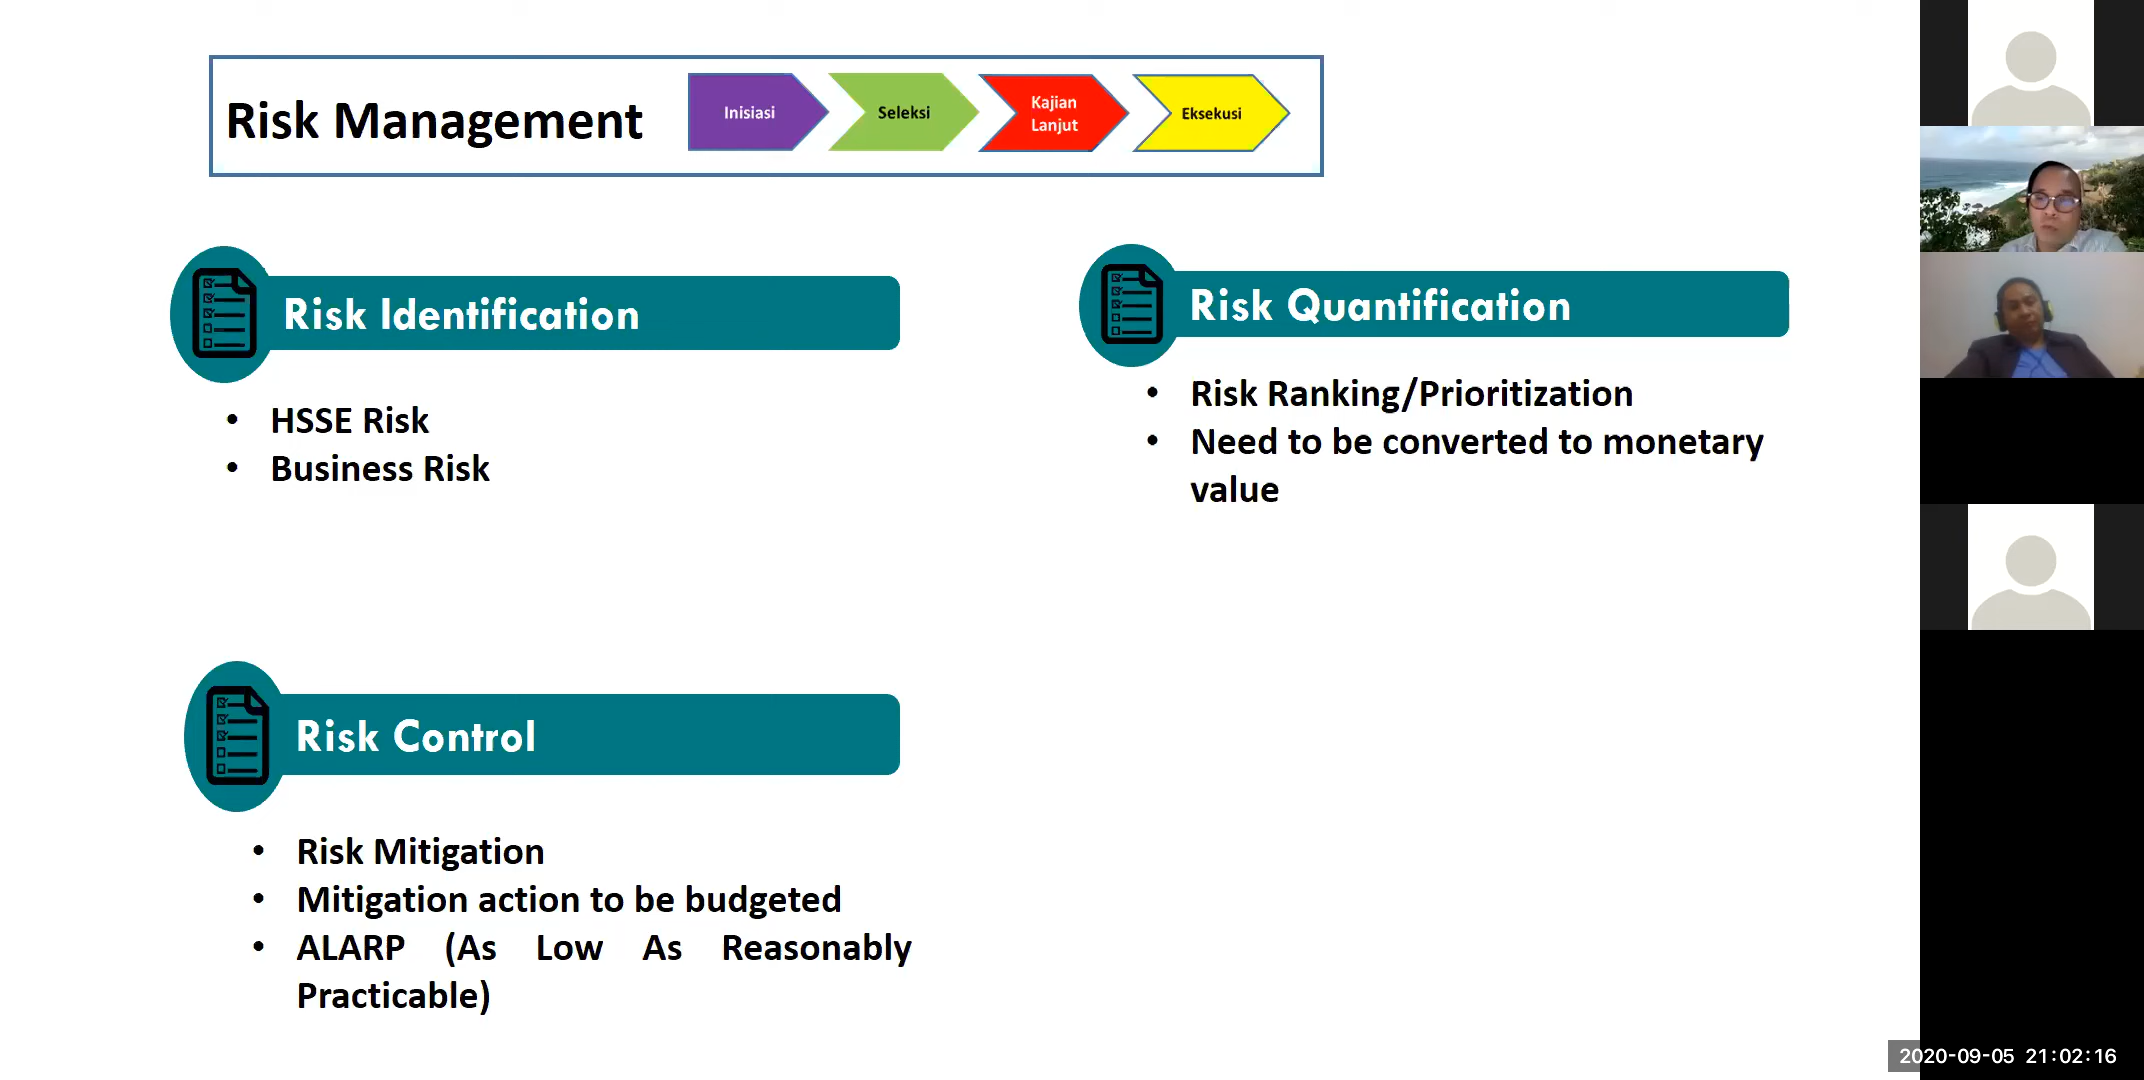 Risk Management
Inisiasi
Seleksi
Kajian
Lanjut
Eksekusi
Risk Identification
• HSSE Risk
• Business Risk
Risk Quantification
• Risk Ranking/Prioritization
• Need to be converted to monetary
value
Risk Control
• Risk Mitigation
• Mitigation action to be budgeted
• ALARP (As Low As Reasonably
Practicable)
2020-09-05 21:02:16